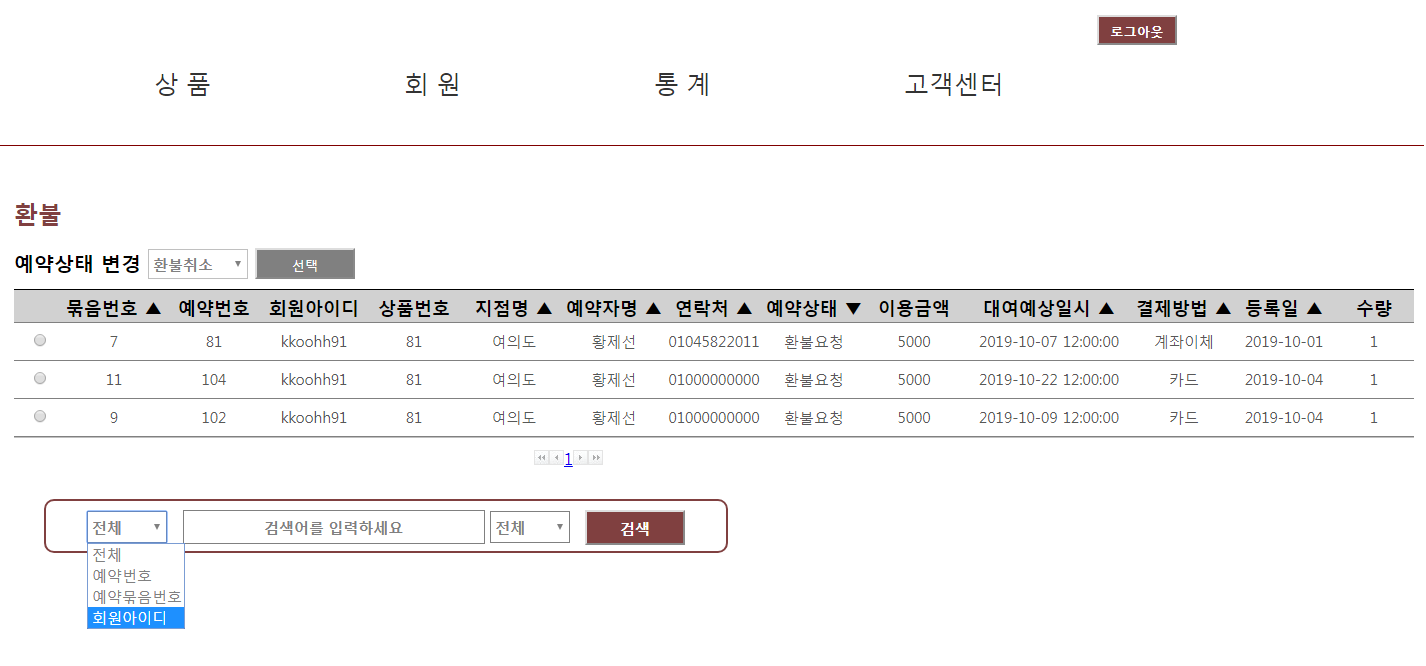 로그아웃
상 품 회 원 통 계 고객센터
환불
예약상태 변경 환불취소 ▼ 선택
묶음번호 ▲ 예약번호 회원아이디 상품번호 지점명 ▲ 예약자명 ▲ 연락처 ▲ 예약상태 ▼ 이용금액 대여예상일시 ▲ 결제방법 ▲ 등록일 ▲ 수량
7 81 kkoohh91 81 여의도 황제선 01045822011 환불요청 5000 2019-10-07 12:00:00 계좌이체 2019-10-01 1
11 104 kkoohh91 81 여의도 황제선 01000000000 환불요청 5000 2019-10-22 12:00:00 카드 2019-10-04 1
9 102 kkoohh91 81 여의도 황제선 01000000000 환불요청 5000 2019-10-09 12:00:00 카드 2019-10-04 1
1
전체 ▼ 검색어를 입력하세요 전체 ▼ 검색
전체
예약번호
예약묶음번호
회원아이디